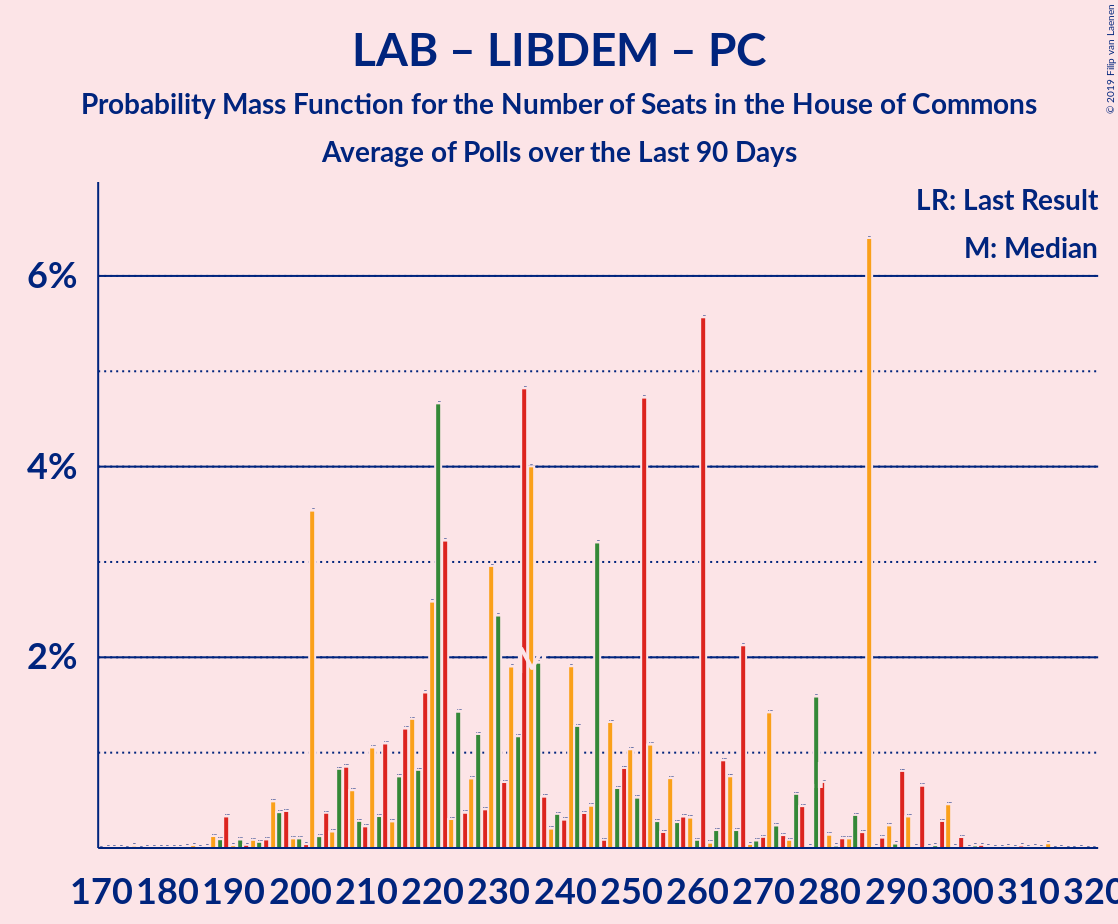 LAB – LIBDEM – PC
Probability Mass Function for the Number of Seats in the House of Commons
Average of Polls over the Last 90 Days
© 2019 Filip van Laenen
LR: Last Result
M: Median
6%
4%
2%
M
170 180 190 200 210 220 230 240 250 260 270 280 290 300 310 320